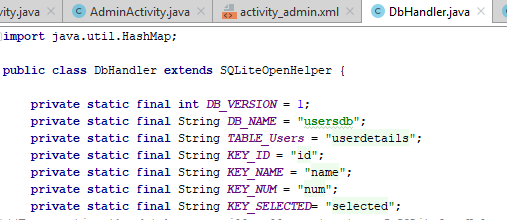 vity.java × AdminActivity.java × activity_admin.xml × DbHandler.java ×
import java.util.HashMap;
public class DbHandler extends SQLiteOpenHelper {
private static final int DB_VERSION = 1;
private static final String DB_NAME = "usersdb";
private static final String TABLE_Users = "userdetails";
private static final String KEY_ID = "id";
private static final String KEY_NAME = "name";
private static final String KEY_NUM = "num";
private static final String KEY_SELECTED= "selected";